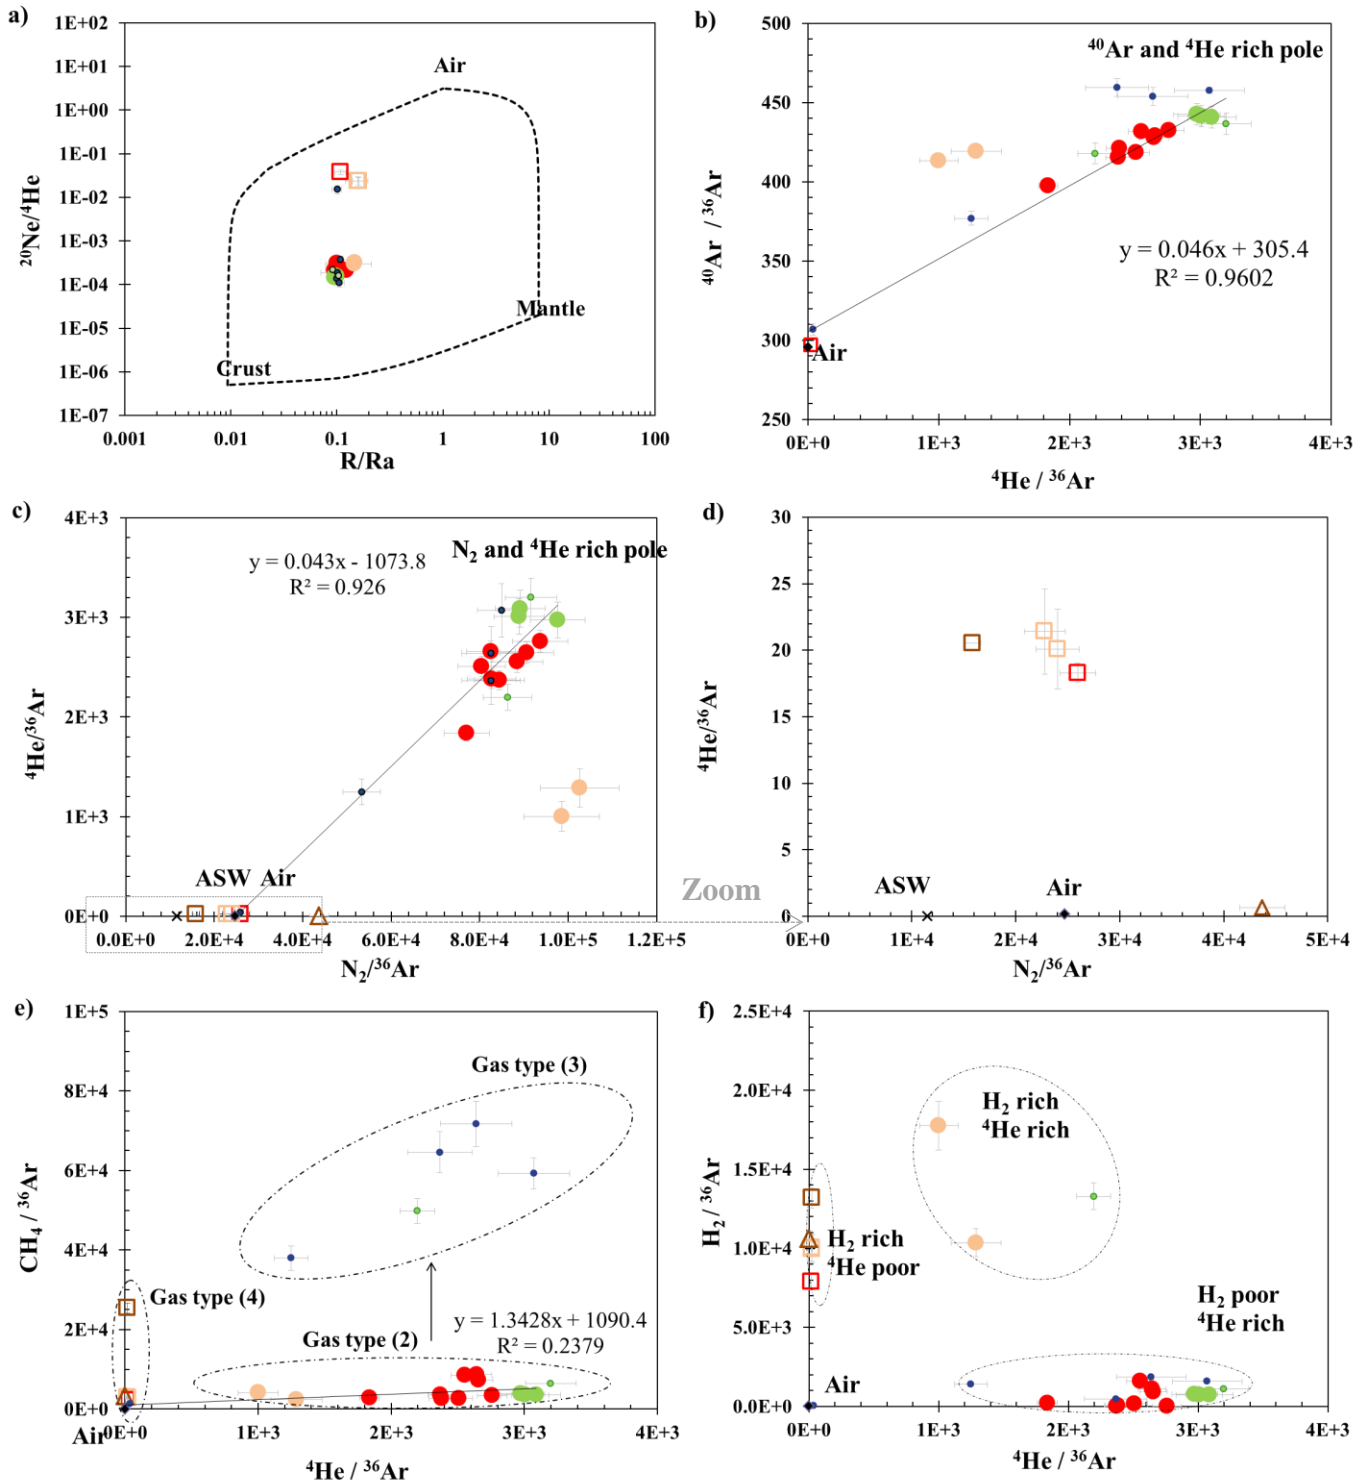 a)
1E+02
1E+01
1E+00
1E-01
1E-02
1E-03
1E-04
1E-05
1E-06
1E-07
²⁰Ne/⁴He
Air
Mantle
Crust
0.001
0.01
0.1
1
10
100
R/Ra
b)
500
450
400
350
300
250
⁴⁰Ar / ³⁶Ar
⁴⁰Ar and ⁴He rich pole
y = 0.046x + 305.4
R² = 0.9602
Air
0E+0
1E+3
2E+3
3E+3
4E+3
⁴He / ³⁶Ar
c)
4E+3
3E+3
2E+3
1E+3
0E+0
⁴He/³⁶Ar
y = 0.043x - 1073.8
R² = 0.926
N₂ and ⁴He rich pole
ASW
Air
0.0E+0
2.0E+4
4.0E+4
6.0E+4
8.0E+4
1.0E+5
1.2E+5
N₂/³⁶Ar
Zoom
d)
30
25
20
15
10
5
0
⁴He/³⁶Ar
ASW
Air
0E+0
1E+4
2E+4
3E+4
4E+4
5E+4
N₂/³⁶Ar
e)
1E+5
8E+4
6E+4
4E+4
2E+4
0E+0
CH₄ / ³⁶Ar
Gas type (3)
Gas type (4)
Gas type (2)
y = 1.3428x + 1090.4
R² = 0.2379
Air
0E+0
1E+3
2E+3
3E+3
4E+3
⁴He / ³⁶Ar
f)
2.5E+4
2.0E+4
1.5E+4
1.0E+4
5.0E+3
0.0E+0
H₂ / ³⁶Ar
H₂ rich
⁴He rich
H₂ rich
⁴He poor
H₂ poor
⁴He rich
Air
0E+0
1E+3
2E+3
3E+3
4E+3
⁴He / ³⁶Ar